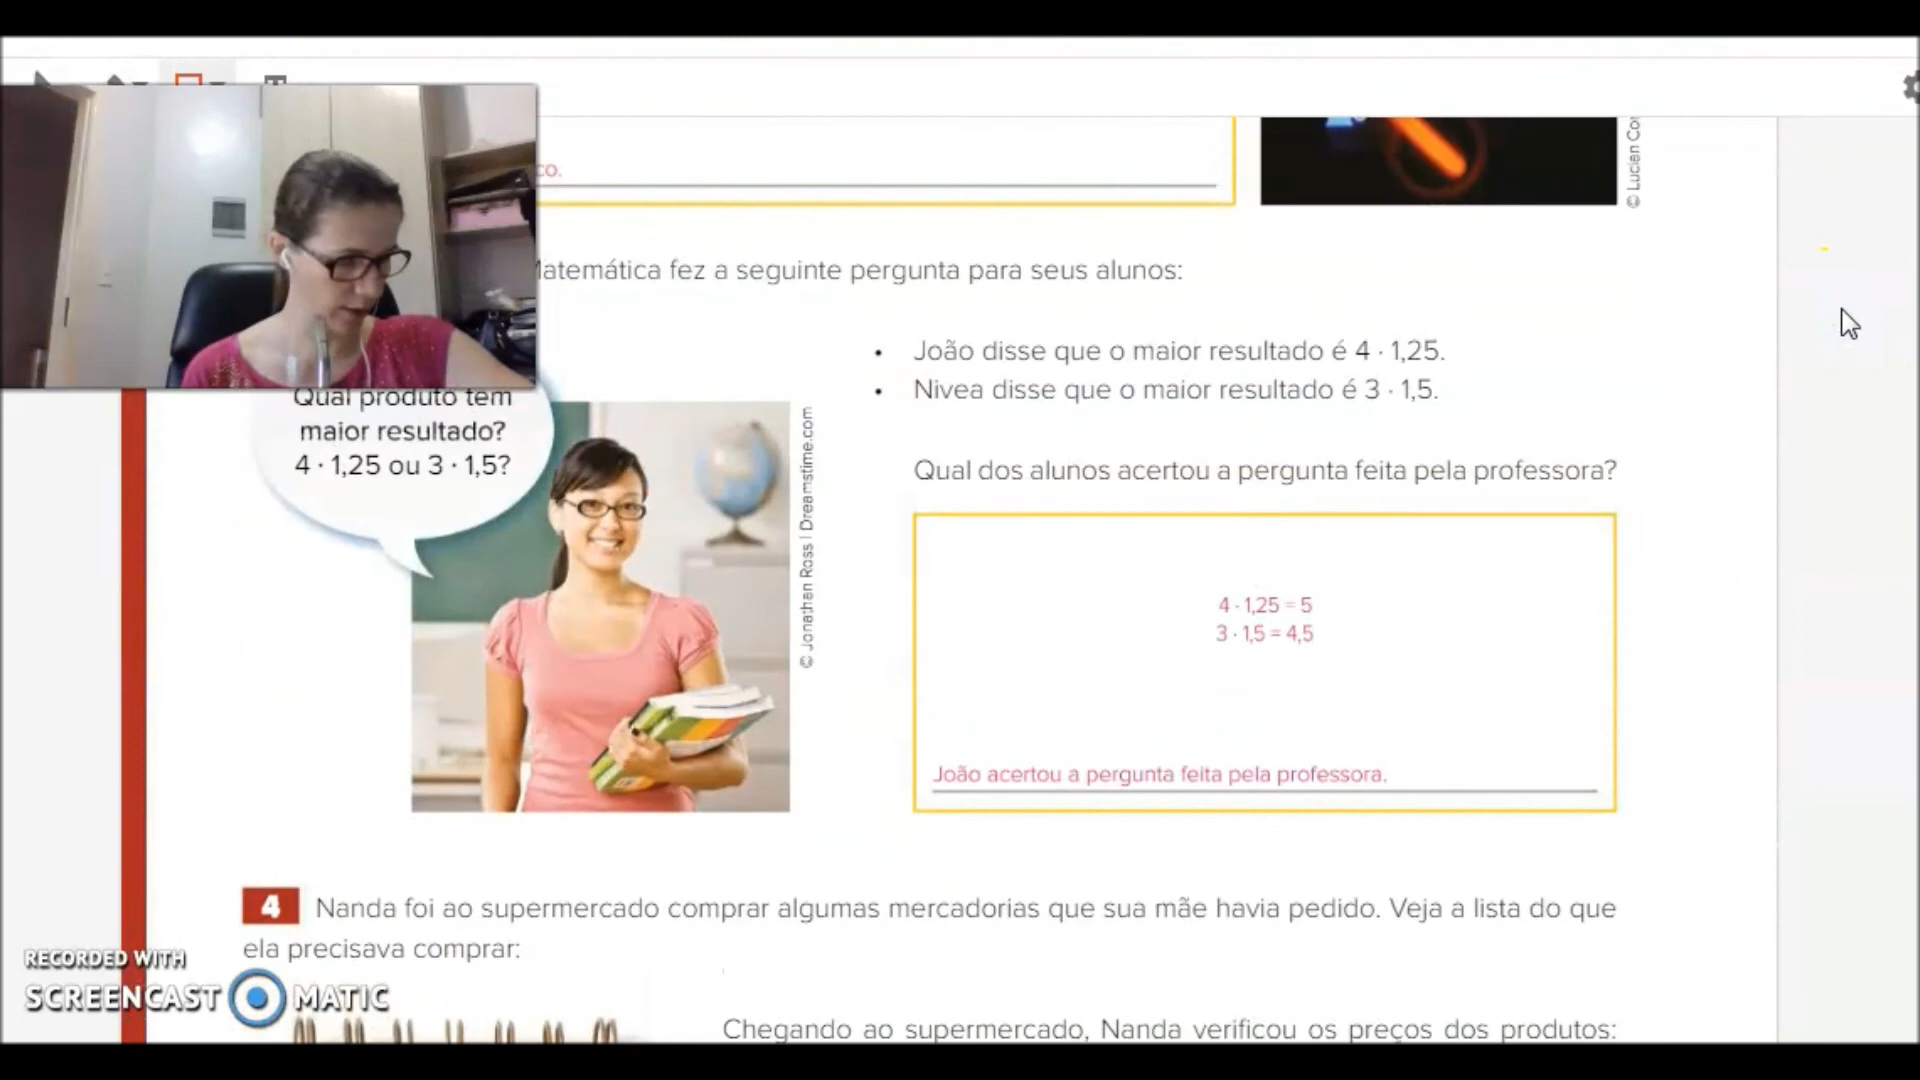 co.
© Lucian Co
Matemática fez a seguinte pergunta para seus alunos:
Qual produto tem
maior resultado?
4 · 1,25 ou 3 · 1,5?
© Jonathan Ross | Dreamstime.com
• João disse que o maior resultado é 4 · 1,25.
• Nivea disse que o maior resultado é 3 · 1,5.
Qual dos alunos acertou a pergunta feita pela professora?
4 · 1,25 = 5
3 · 1,5 = 4,5
João acertou a pergunta feita pela professora.
4 Nanda foi ao supermercado comprar algumas mercadorias que sua mãe havia pedido. Veja a lista do que
ela precisava comprar:
Chegando ao supermercado, Nanda verificou os preços dos produtos:
RECORDED WITH
SCREENCAST MATIC